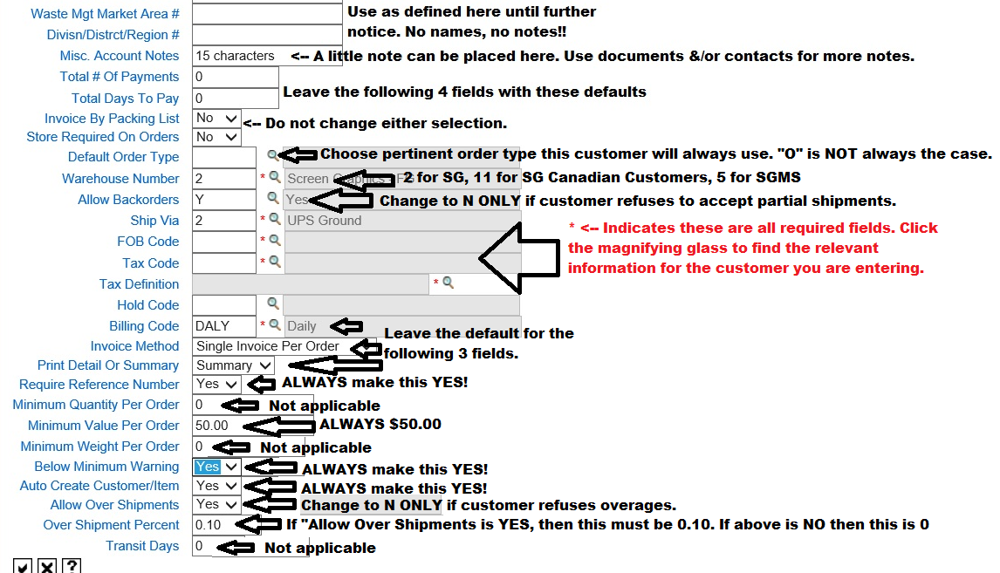 Waste Mgt Market Area # Use as defined here until further
Divisn/Distrct/Region # notice. No names, no notes!!
Misc. Account Notes 15 characters <-- A little note can be placed here. Use documents &/or contacts for more notes.
Total # Of Payments 0
Leave the following 4 fields with these defaults
Total Days To Pay 0
Invoice By Packing List No
<-- Do not change either selection.
Store Required On Orders No
Default Order Type Choose pertinent order type this customer will always use. "O" is NOT always the case.
Warehouse Number 2 * Screen Graphics - 2 for SG, 11 for SG Canadian Customers, 5 for SGMS
Allow Backorders Y Yes Change to N ONLY if customer refuses to accept partial shipments.
Ship Via 2 * UPS Ground
* <-- Indicates these are all required fields. Click
FOB Code *
the magnifying glass to find the relevant
Tax Code *
information for the customer you are entering.
Tax Definition *
Hold Code
Billing Code DALY * Daily
Leave the default for the
Invoice Method Single Invoice Per Order
following 3 fields.
Print Detail Or Summary Summary
Require Reference Number Yes ALWAYS make this YES!
Minimum Quantity Per Order 0 Not applicable
Minimum Value Per Order 50.00 ALWAYS $50.00
Minimum Weight Per Order 0 Not applicable
Below Minimum Warning Yes ALWAYS make this YES!
Auto Create Customer/Item Yes ALWAYS make this YES!
Allow Over Shipments Yes Change to N ONLY if customer refuses overages.
Over Shipment Percent 0.10 If "Allow Over Shipments is YES, then this must be 0.10. If above is NO then this is 0
Transit Days 0 Not applicable
?